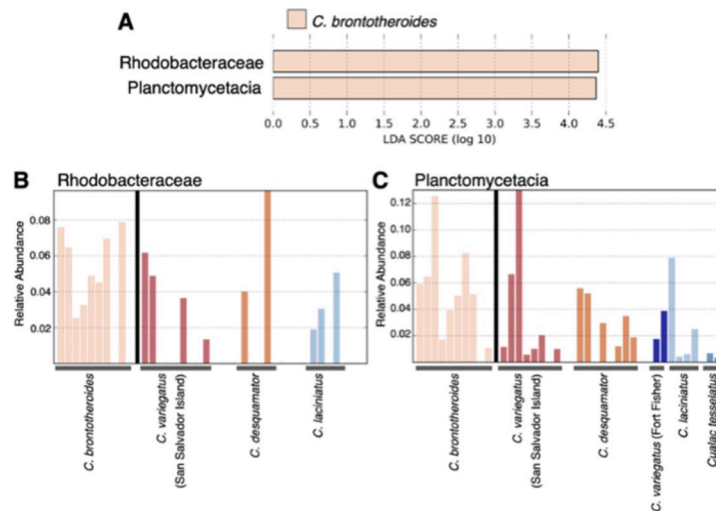 A
C. brontotheroides
Rhodobacteraceae
Planctomycetacia
0.0 0.5 1.0 1.5 2.0 2.5 3.0 3.5 4.0 4.5
LDA SCORE (log 10)
B Rhodobacteraceae
Relative Abundance
0.08
0.06
0.04
0.02
C. brontotheroides
C. variegatus
(San Salvador Island)
C. desquamator
C. laciniatus
C Planctomycetacia
Relative Abundance
0.12
0.10
0.08
0.06
0.04
0.02
C. brontotheroides
C. variegatus
(San Salvador Island)
C. desquamator
C. variegatus (Fort Fisher)
C. laciniatus
Cualac tesselatus